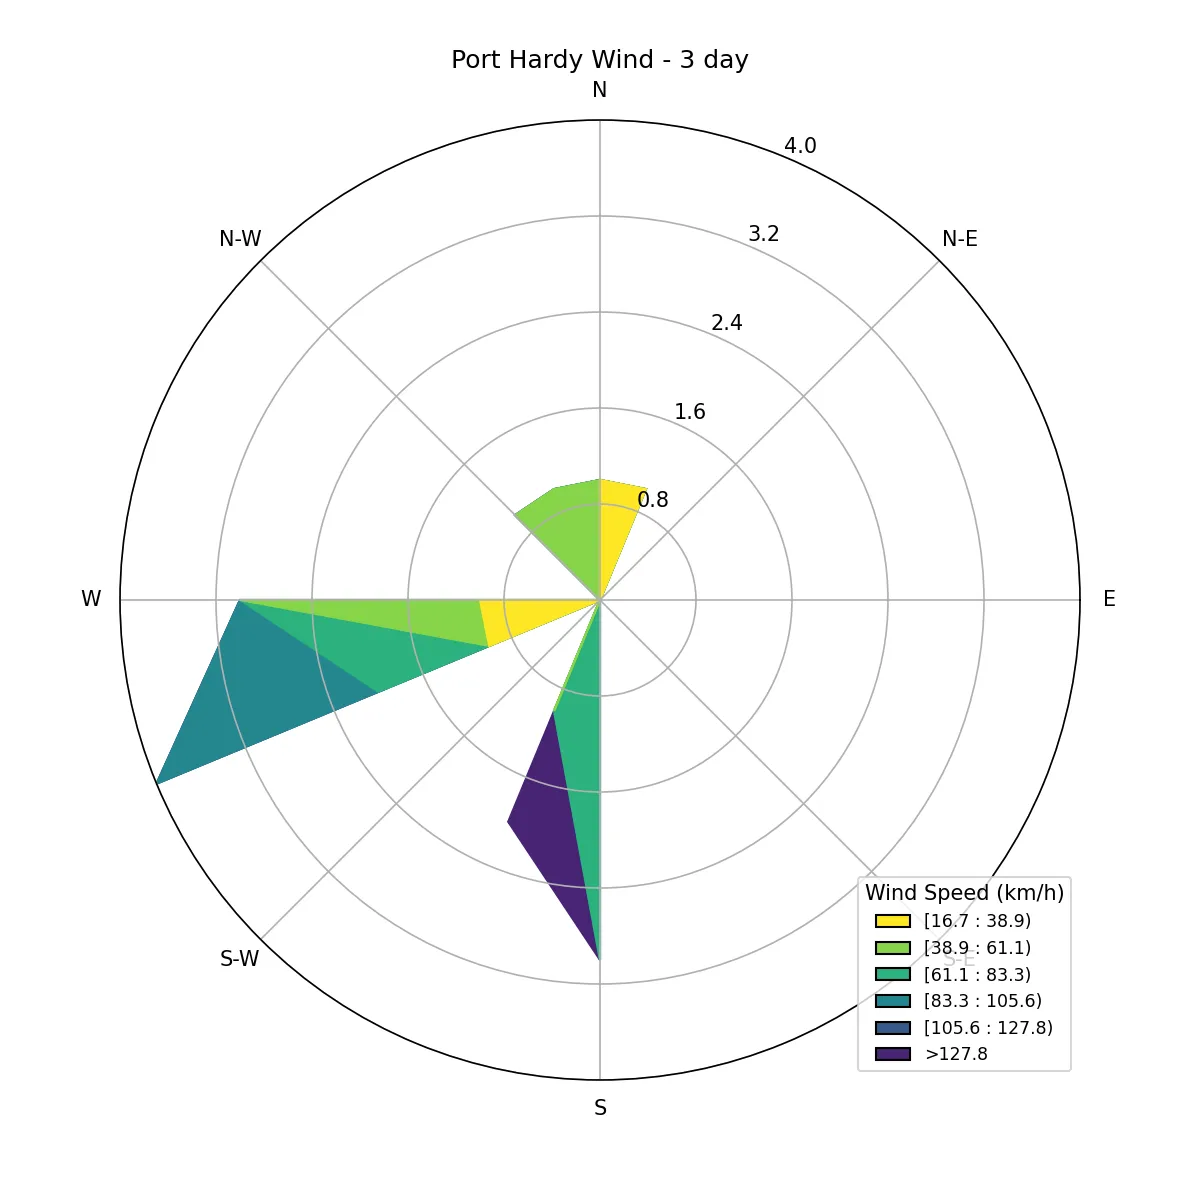 Port Hardy Wind - 3 day
N
4.0
N-W
N-E
3.2
2.4
1.6
0.8
W
E
S-W
S-E
S
Wind Speed (km/h)
[16.7 : 38.9)
[38.9 : 61.1)
[61.1 : 83.3)
[83.3 : 105.6)
[105.6 : 127.8)
>127.8